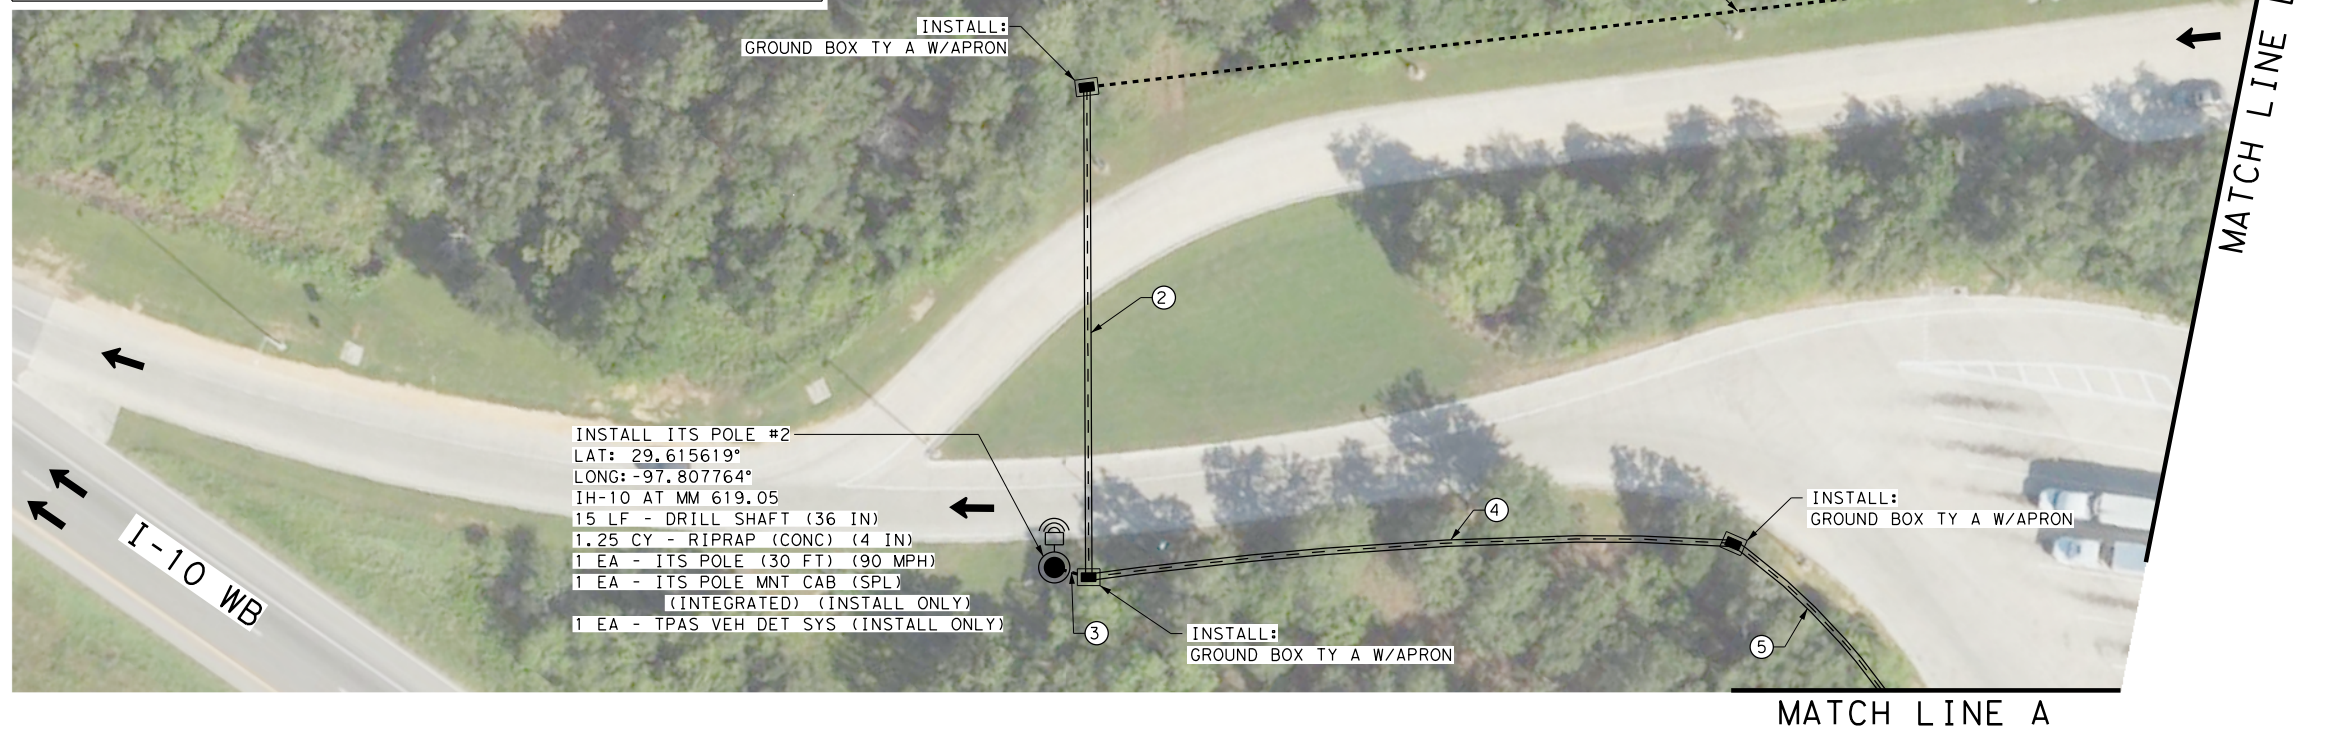 INSTALL:
GROUND BOX TY A W/APRON
MATCH LINE
2
INSTALL ITS POLE #2
LAT: 29.615619°
LONG:-97.807764°
IH-10 AT MM 619.05
15 LF - DRILL SHAFT (36 IN)
1.25 CY - RIPRAP (CONC) (4 IN)
1 EA - ITS POLE (30 FT) (90 MPH)
1 EA - ITS POLE MNT CAB (SPL)
(INTEGRATED) (INSTALL ONLY)
1 EA - TPAS VEH DET SYS (INSTALL ONLY)
I-10 WB
4
INSTALL:
GROUND BOX TY A W/APRON
3
INSTALL:
GROUND BOX TY A W/APRON
5
MATCH LINE A